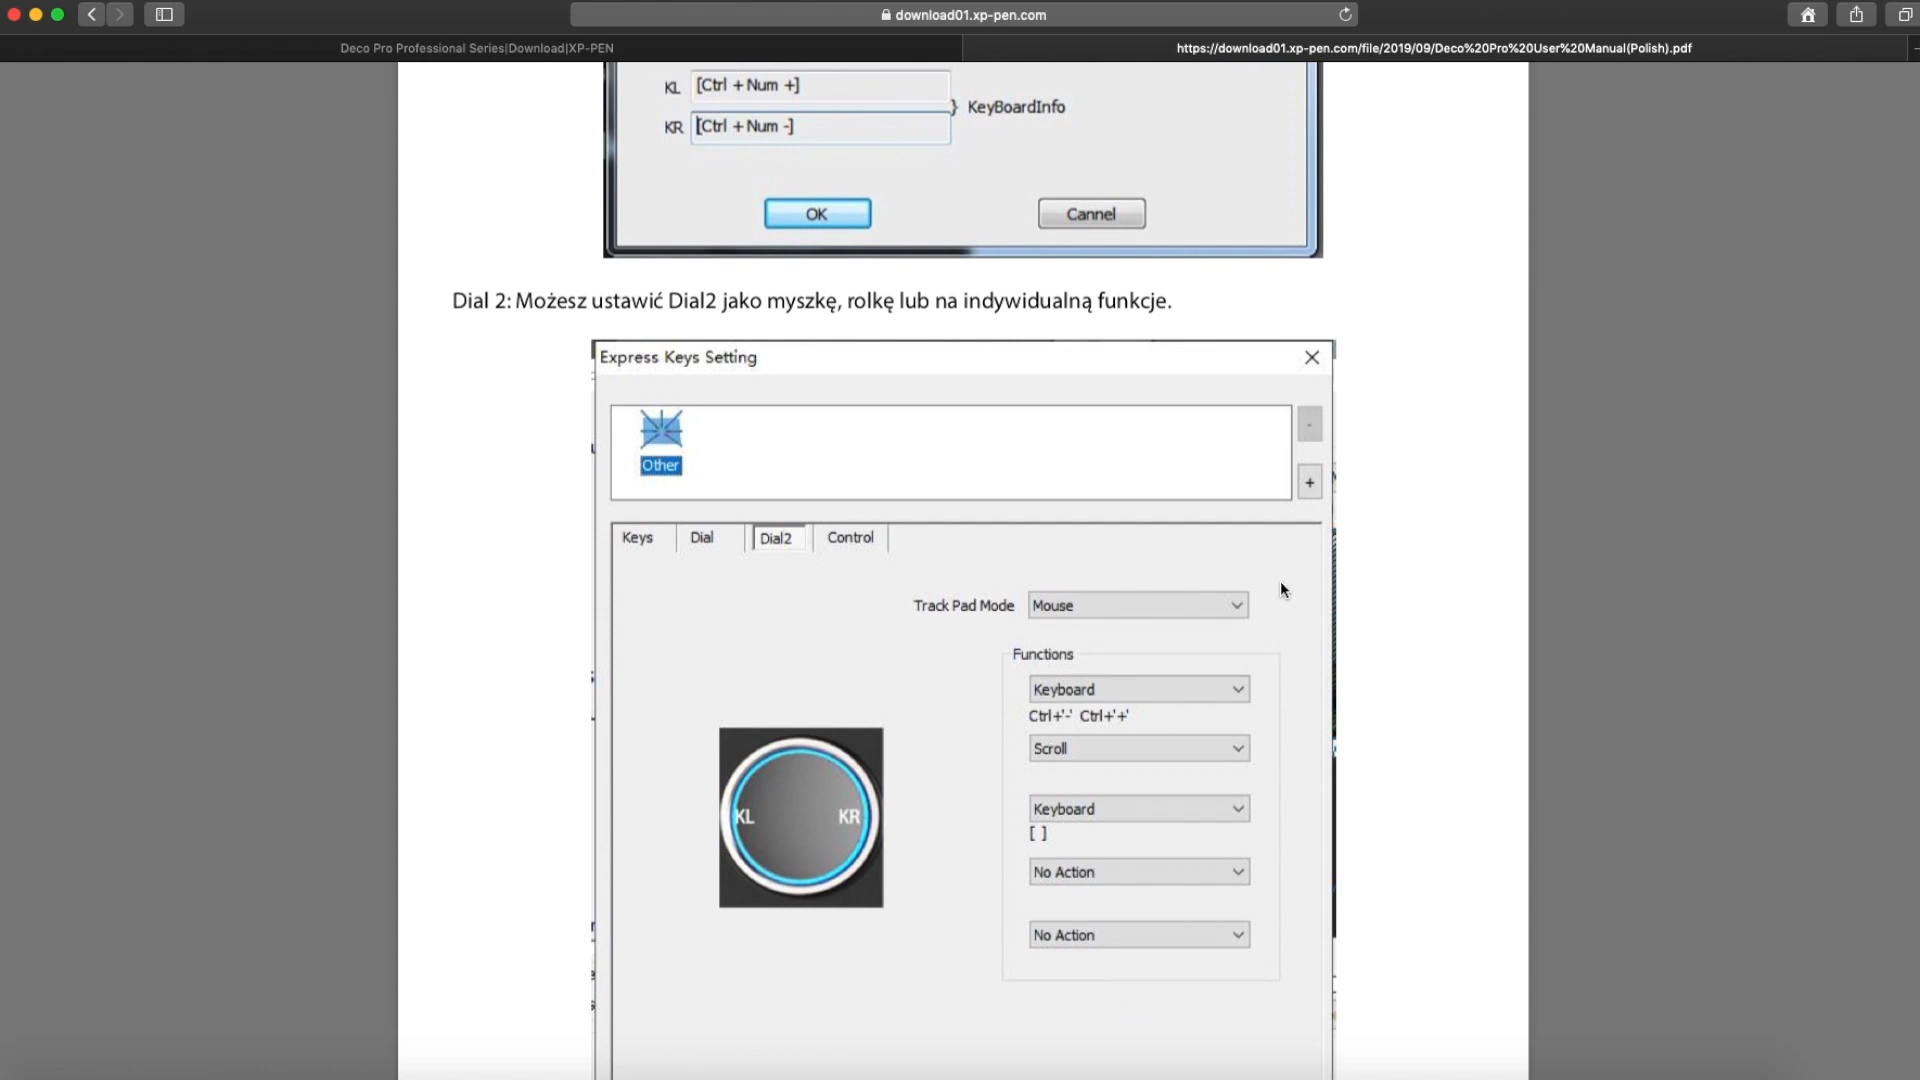 download01.xp-pen.com
Deco Pro Professional Series|Download|XP-PEN
https://download01.xp-pen.com/file/2019/09/Deco%20Pro%20User%20Manual(Polish).pdf
KL [Ctrl + Num +]
} KeyBoardInfo
KR [Ctrl + Num -]
OK Cannel
Dial 2: Możesz ustawić Dial2 jako myszkę, rolkę lub na indywidualną funkcje.
Express Keys Setting
-
Other
+
Keys Dial Dial2 Control
Track Pad Mode Mouse
Functions
Keyboard
Ctrl+'-' Ctrl+'+'
Scroll
KL KR
Keyboard
[ ]
No Action
No Action